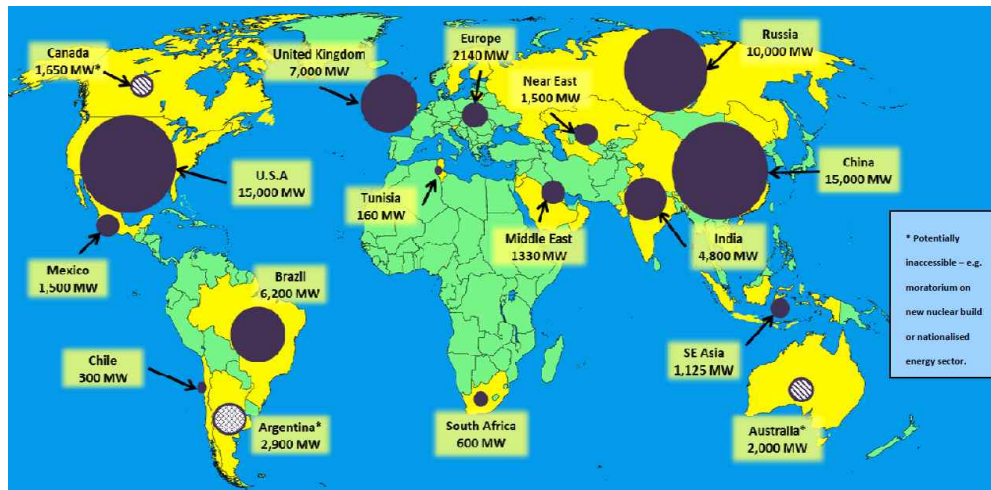 Canada
1,650 MW*
United Kingdom
7,000 MW
Europe
2140 MW
Near East
1,500 MW
Russia
10,000 MW
U.S.A
15,000 MW
Tunisia
160 MW
China
15,000 MW
Mexico
1,500 MW
Brazil
6,200 MW
Middle East
1330 MW
India
4,800 MW
* Potentially
inaccessible – e.g.
moratorium on
new nuclear build
or nationalised
energy sector.
Chile
300 MW
SE Asia
1,125 MW
Argentina*
2,900 MW
South Africa
600 MW
Australia*
2,000 MW